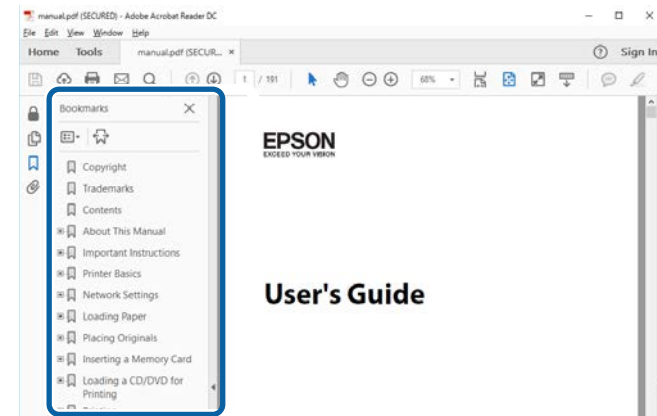 manual.pdf (SECURED) - Adobe Acrobat Reader DC
File Edit View Window Help
Home Tools manual.pdf (SECUR... ×
Sign In
1 / 191
68%
Bookmarks
Copyright
Trademarks
Contents
About This Manual
Important Instructions
Printer Basics
Network Settings
Loading Paper
Placing Originals
Inserting a Memory Card
Loading a CD/DVD for
Printing
EPSON
EXCEED YOUR VISION
User's Guide